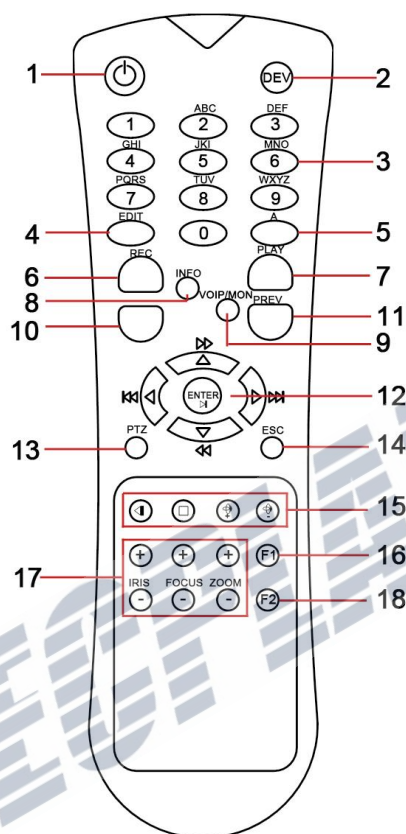 1
DEV
2
ABC
DEF
1
2
3
GHI
JKI
MNO
4
5
6
3
PQRS
TUV
WXYZ
7
8
9
EDIT
A
4
0
5
REC
PLAY
6
INFO
7
8
VOIP/MON
PREV
9
10
11
ENTER
12
PTZ
ESC
13
14
15
+
-
+
+
+
F1
16
17
IRIS
FOCUS
ZOOM
-
-
-
F2
18